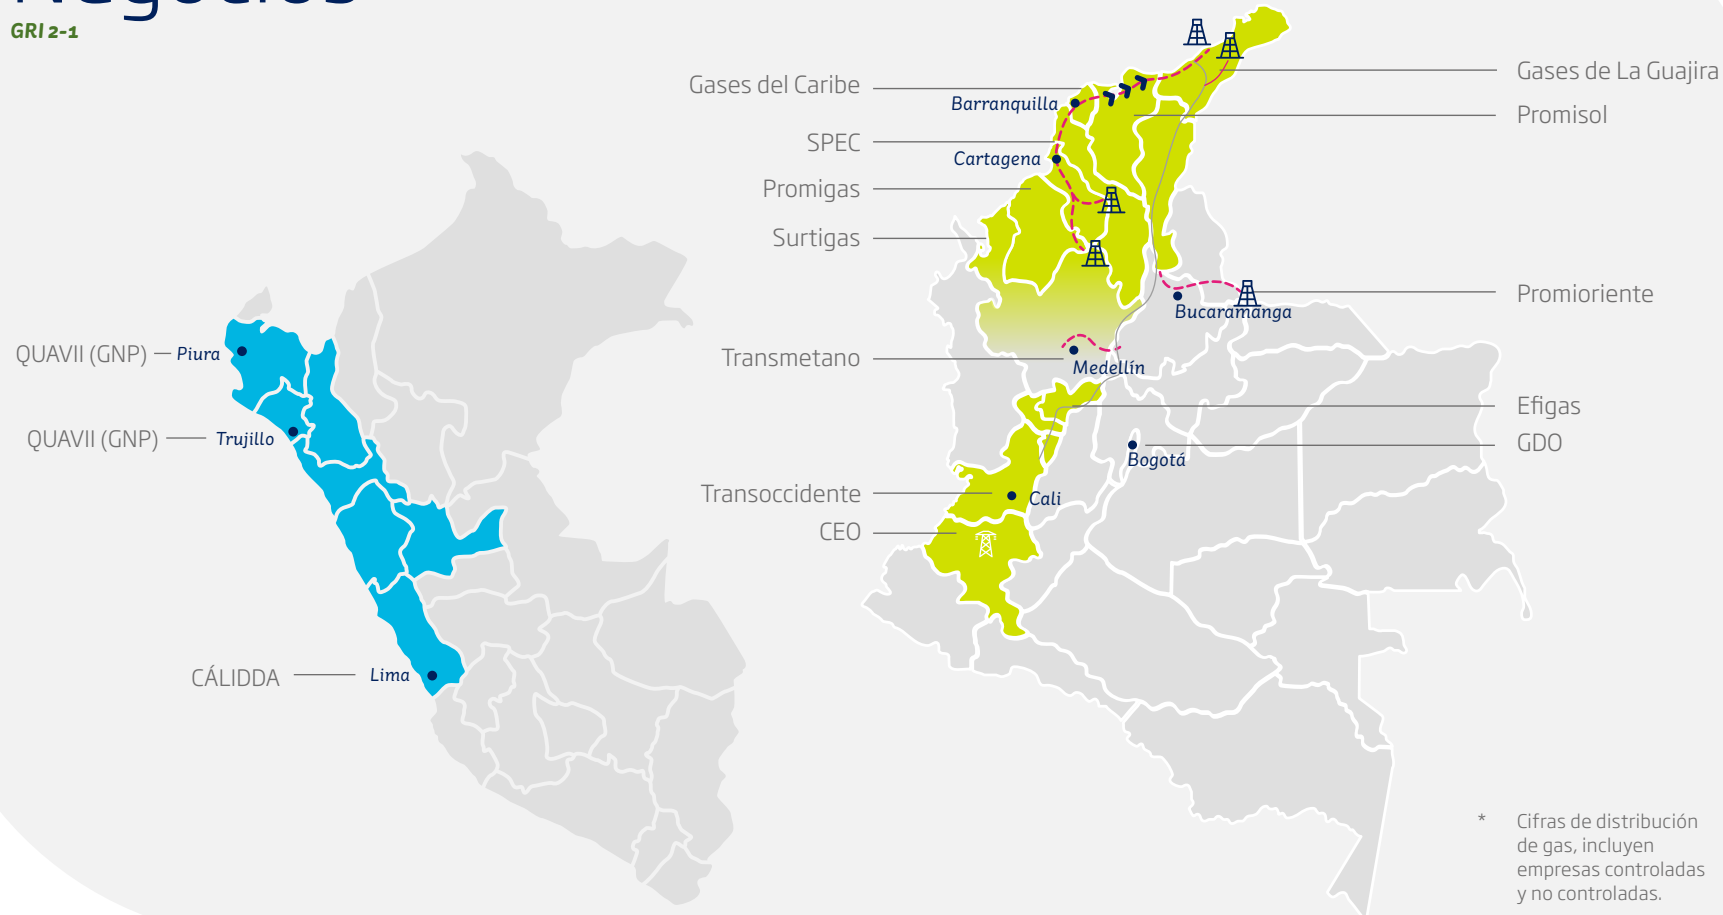 Negocios
GRI 2-1
QUAVII (GNP)
Piura
QUAVII (GNP)
Trujillo
CÁLIDDA
Lima
Gases del Caribe
SPEC
Promigas
Surtigas
Transmetano
Transoccidente
CEO
Barranquilla
Cartagena
Bucaramanga
Medellín
Bogotá
Cali
Gases de La Guajira
Promisol
Promioriente
Efigas
GDO
* Cifras de distribución
de gas, incluyen
empresas controladas
y no controladas.